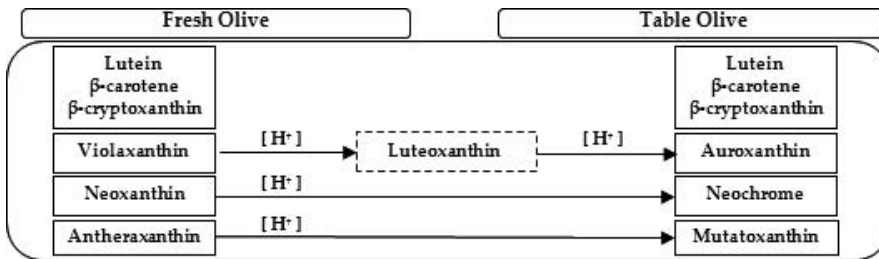 Fresh Olive
Table Olive
Lutein
β-carotene
β-cryptoxanthin
Lutein
β-carotene
β-cryptoxanthin
Violaxanthin
[H⁺]
Luteoxanthin
[H⁺]
Auroxanthin
Neoxanthin
[H⁺]
Neochrome
Antheraxanthin
[H⁺]
Mutatoxanthin